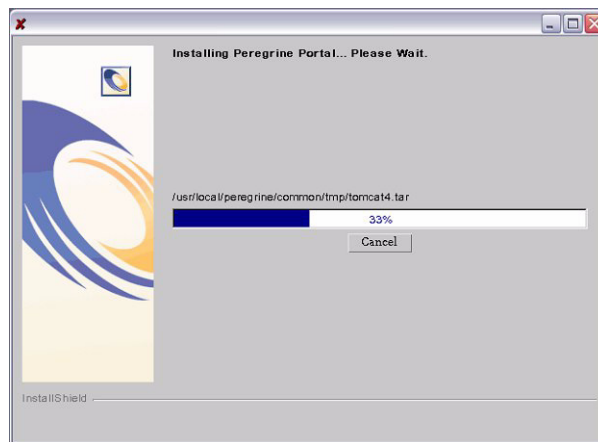 Installing Peregrine Portal... Please Wait.
/usr/local/peregrine/common/tmp/tomcat4.tar
33%
Cancel
InstallShield